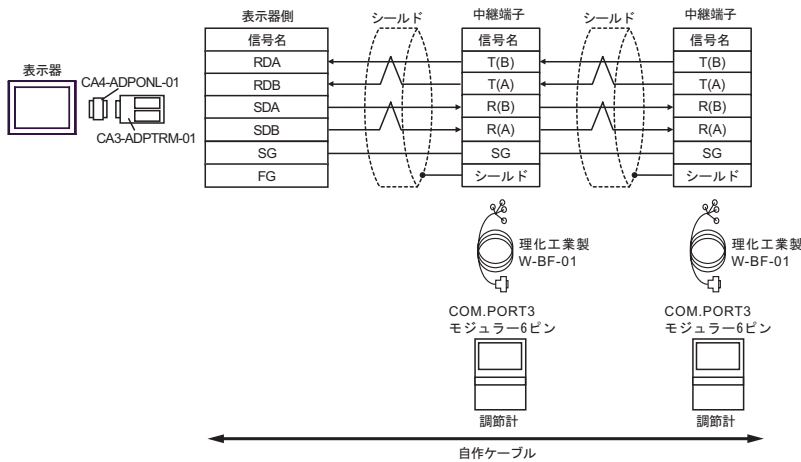 表示器側
シールド
中継端子
シールド
中継端子
信号名
信号名
信号名
RDA
T(B)
T(B)
RDB
T(A)
T(A)
SDA
R(B)
R(B)
SDB
R(A)
R(A)
SG
SG
SG
FG
シールド
シールド
表示器
CA4-ADPONL-01
CA3-ADPTRM-01
理化工業製
W-BF-01
理化工業製
W-BF-01
COM.PORT3
モジュラー6ピン
COM.PORT3
モジュラー6ピン
調節計
調節計
自作ケーブル